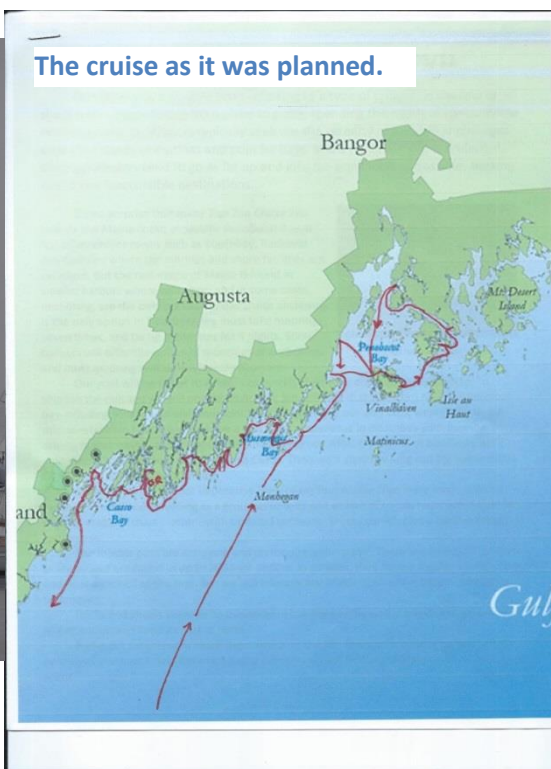 The cruise as it was planned.
Bangor
Augusta
Mt. Desert
Island
Penobscot
Bay
Isle au
Haut
Vinalhaven
Matinicus
Muscongus
Bay
OR
Monhegan
Casco
Bay
and
Gul